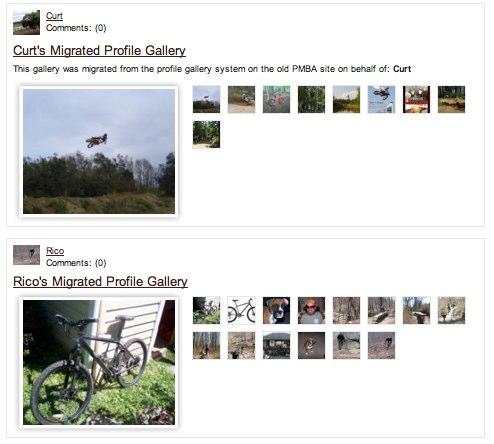 Curt
Comments: (0)
Curt's Migrated Profile Gallery
This gallery was migrated from the profile gallery system on the old PMBA site on behalf of: Curt
Rico
Comments: (0)
Rico's Migrated Profile Gallery